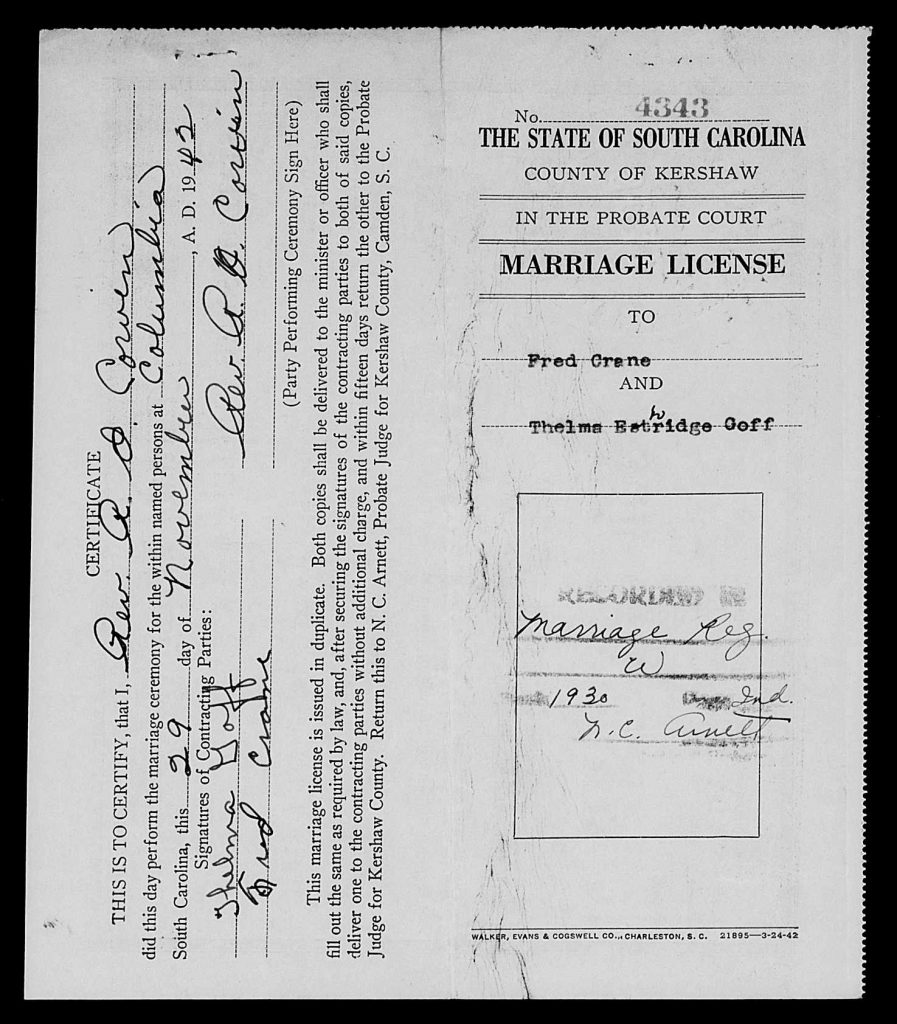 CERTIFICATE
THIS IS TO CERTIFY, that I, Rev. A. D. Corvin
did this day perform the marriage ceremony for the within named persons at Columbia
South Carolina, this 29 day of November, A. D. 1942
Signatures of Contracting Parties:
Thelma Goff Rev. A. D. Corvin
Fred Crane
(Party Performing Ceremony Sign Here)
This marriage license is issued in duplicate. Both copies shall be delivered to the minister or officer who shall
fill out the same as required by law, and, after securing the signatures of the contracting parties to both of said copies,
deliver one to the contracting parties without additional charge, and within fifteen days return the other to the Probate
Judge for Kershaw County. Return this to N. C. Arnett, Probate Judge for Kershaw County, Camden, S. C.
No. 4343
THE STATE OF SOUTH CAROLINA
COUNTY OF KERSHAW
IN THE PROBATE COURT
MARRIAGE LICENSE
TO
Fred Crane
AND
Thelma Estridge Goff
RECORDED IN
Marriage Reg.
W
1930 Ind.
N. C. Arnett
WALKER, EVANS & COGSWELL CO., CHARLESTON, S. C. 21895—3-24-42